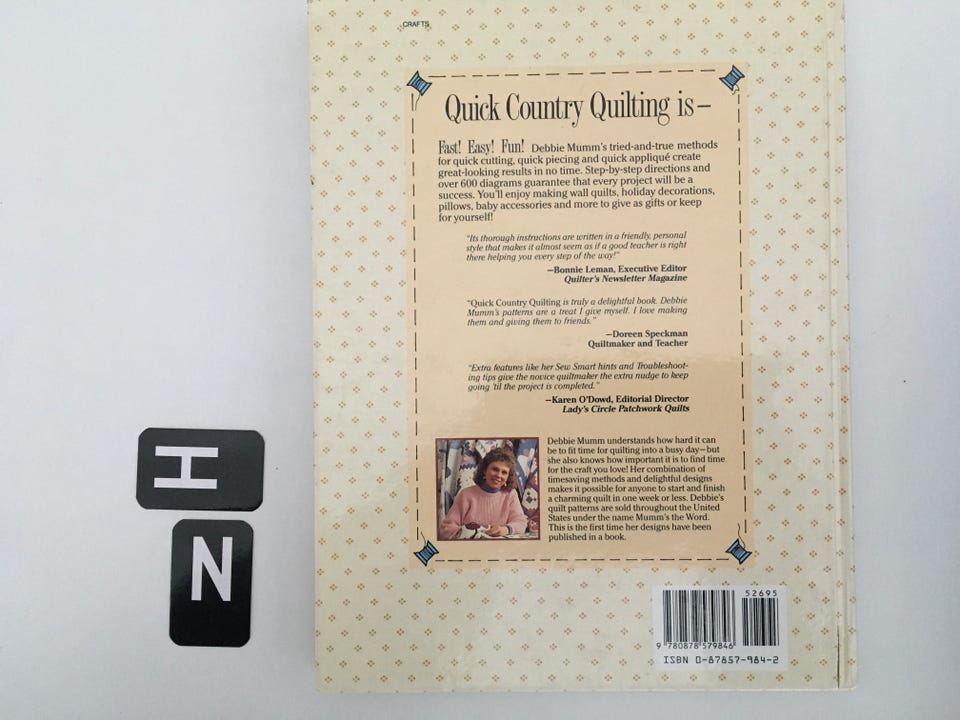 CRAFTS
Quick Country Quilting is—
Fast! Easy! Fun! Debbie Mumm's tried-and-true methods
for quick cutting, quick piecing and quick appliqué create
great-looking results in no time. Step-by-step directions and
over 600 diagrams guarantee that every project will be a
success. You'll enjoy making wall quilts, holiday decorations,
pillows, baby accessories and more to give as gifts or keep
for yourself!
"Its thorough instructions are written in a friendly, personal
style that makes it almost seem as if a good teacher is right
there helping you every step of the way!"
—Bonnie Leman, Executive Editor
Quilter's Newsletter Magazine
"Quick Country Quilting is truly a delightful book. Debbie
Mumm's patterns are a treat I give myself. I love making
them and giving them to friends."
—Doreen Speckman
Quiltmaker and Teacher
"Extra features like her Sew Smart hints and Troubleshoot-
ing tips give the novice quiltmaker the extra nudge to keep
going 'til the project is completed."
—Karen O'Dowd, Editorial Director
Lady's Circle Patchwork Quilts
Debbie Mumm understands how hard it can
be to fit time for quilting into a busy day—but
she also knows how important it is to find time
for the craft you love! Her combination of
timesaving methods and delightful designs
makes it possible for anyone to start and finish
a charming quilt in one week or less. Debbie's
quilt patterns are sold throughout the United
States under the name Mumm's the Word.
This is the first time her designs have been
published in a book.
H
N
52695
9 780878 579846
ISBN 0-87857-984-2